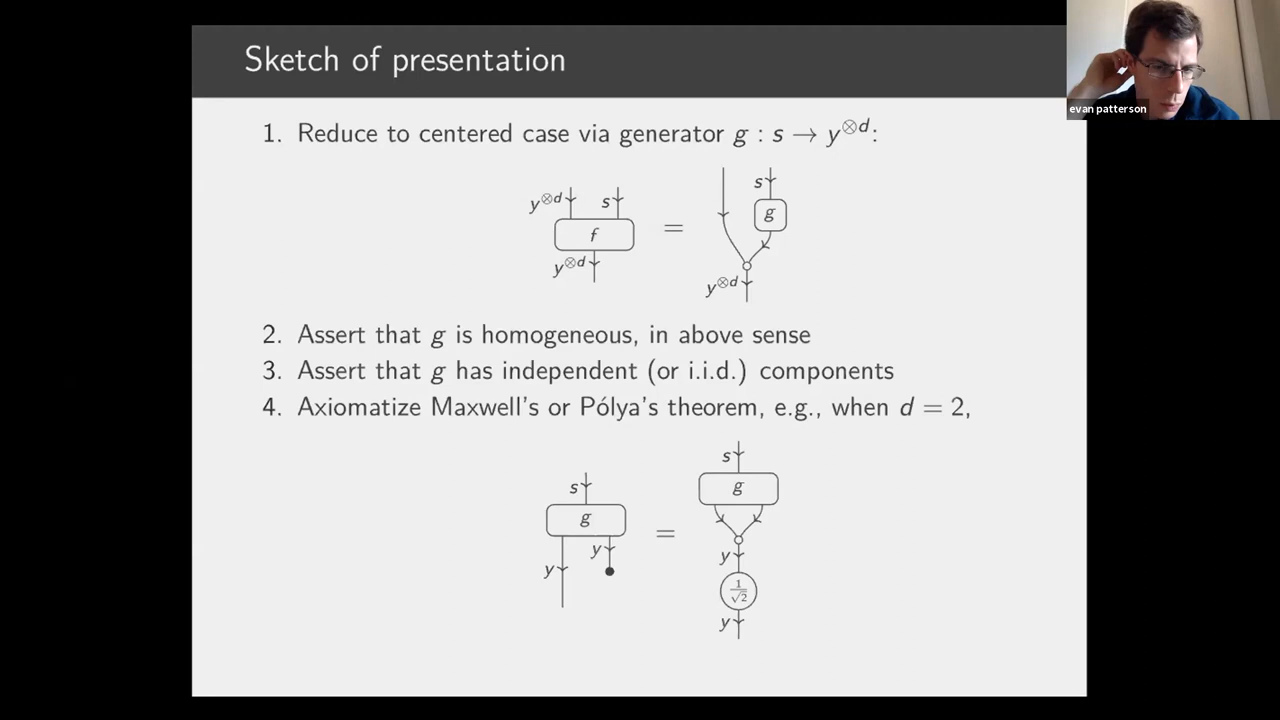 Sketch of presentation
evan patterson
1. Reduce to centered case via generator g : s → y^{⊗d}:
y^{⊗d} s s
f = g
y^{⊗d} y^{⊗d}
2. Assert that g is homogeneous, in above sense
3. Assert that g has independent (or i.i.d.) components
4. Axiomatize Maxwell's or Pólya's theorem, e.g., when d = 2,
s s
g g
=
y y y
1/√2
y